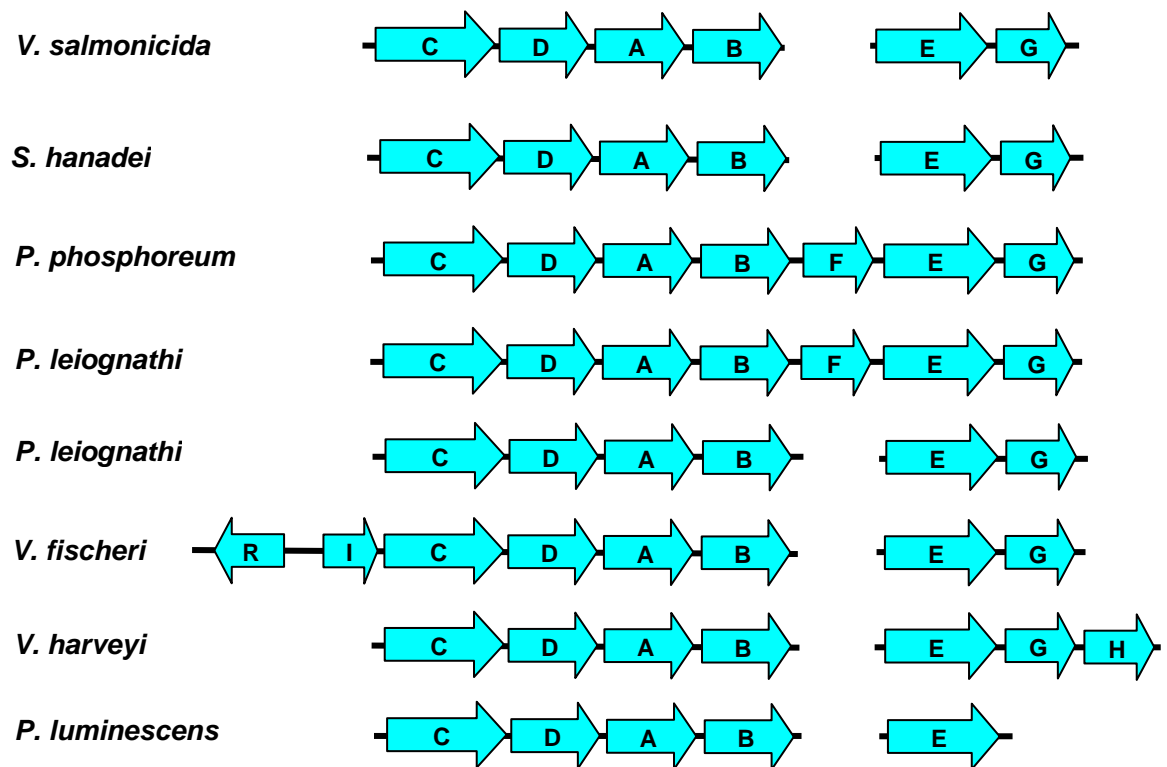 V. salmonicida C D A B E G
S. hanadei C D A B E G
P. phosphoreum C D A B F E G
P. leiognathi C D A B F E G
P. leiognathi C D A B E G
V. fischeri R I C D A B E G
V. harveyi C D A B E G H
P. luminescens C D A B E